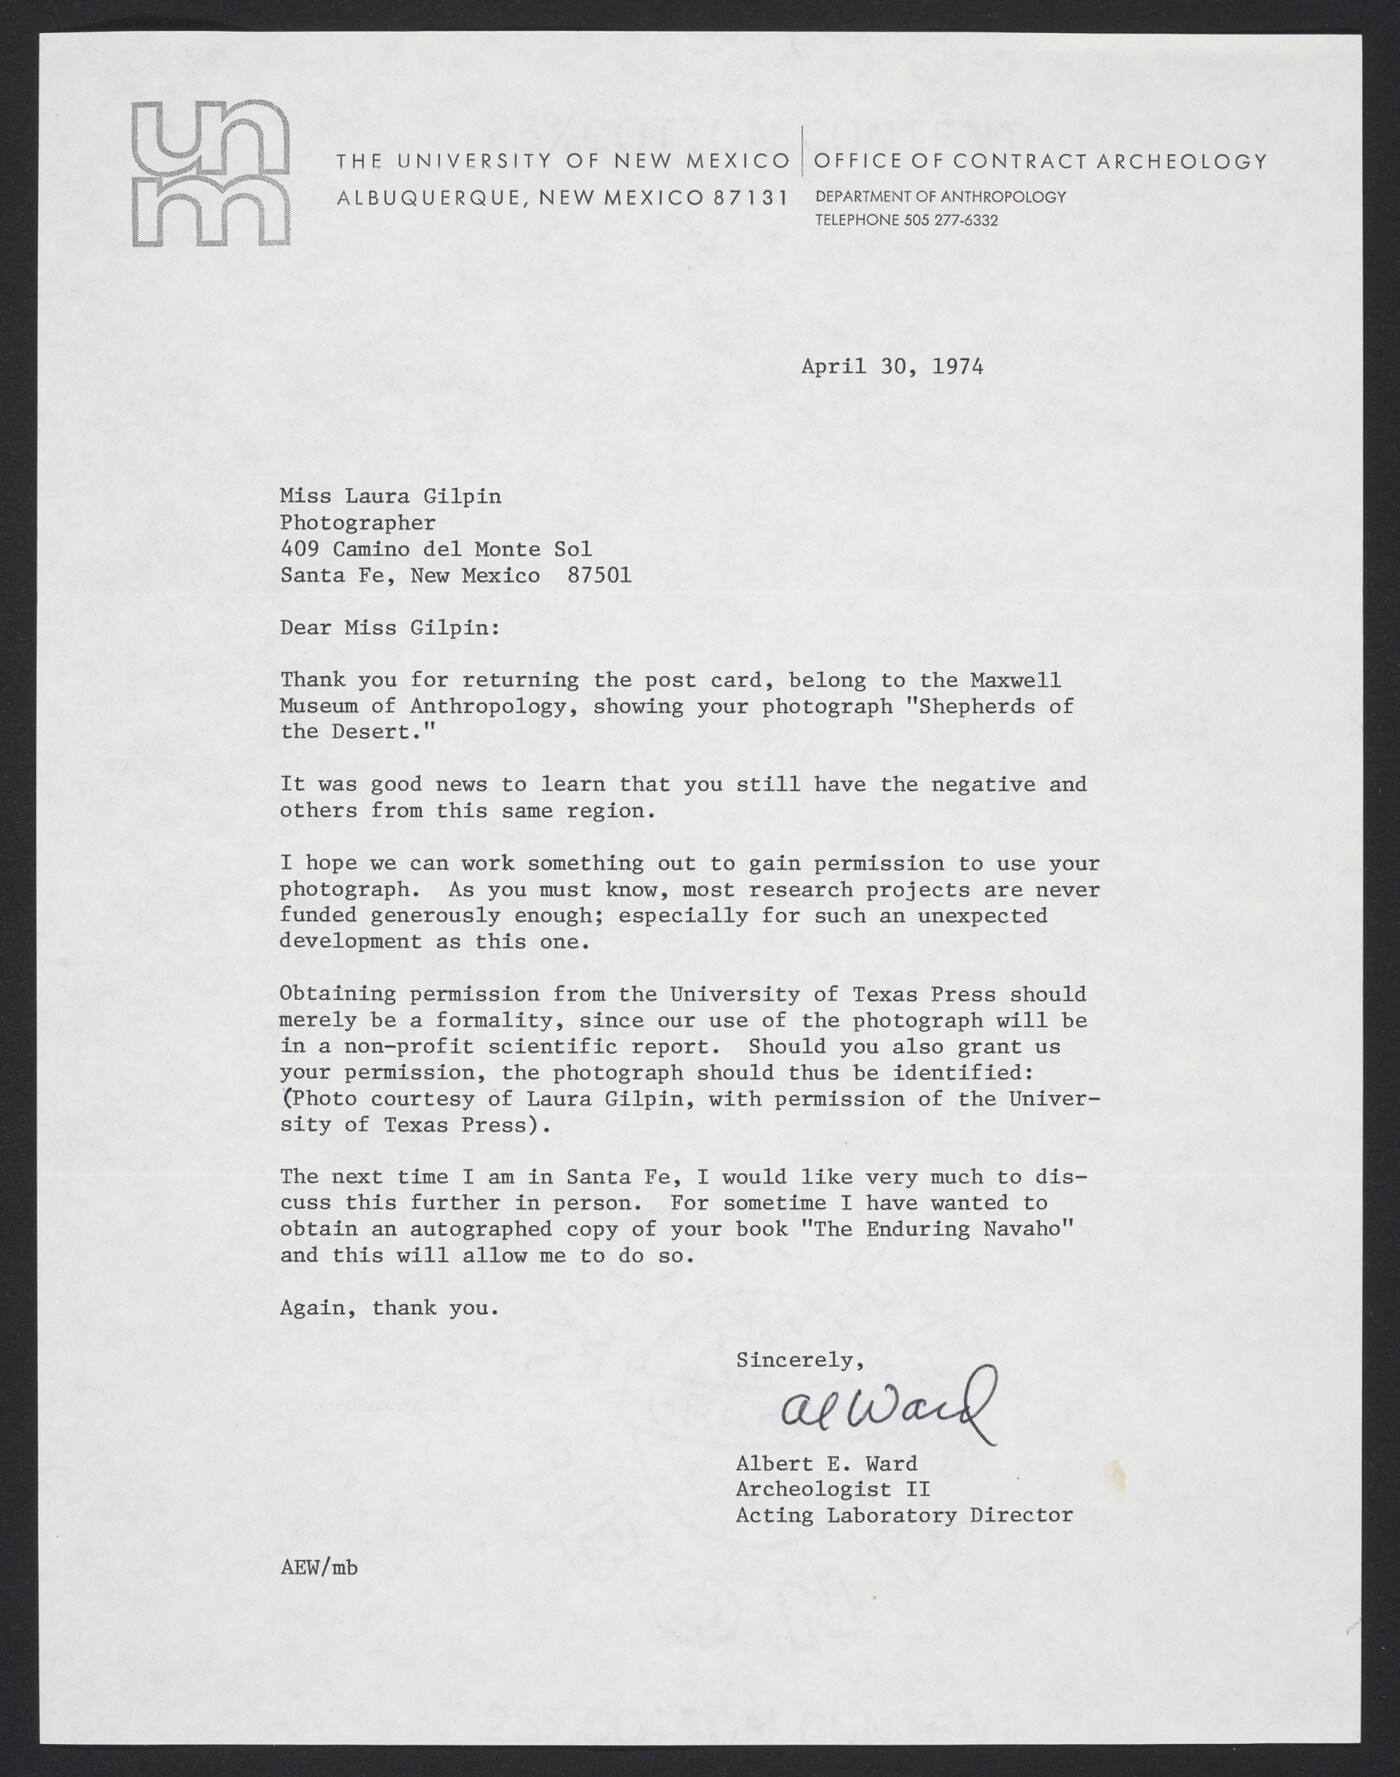 unm
THE UNIVERSITY OF NEW MEXICO
ALBUQUERQUE, NEW MEXICO 87131
OFFICE OF CONTRACT ARCHEOLOGY
DEPARTMENT OF ANTHROPOLOGY
TELEPHONE 505 277-6332
April 30, 1974
Miss Laura Gilpin
Photographer
409 Camino del Monte Sol
Santa Fe, New Mexico  87501
Dear Miss Gilpin:
Thank you for returning the post card, belong to the Maxwell
Museum of Anthropology, showing your photograph "Shepherds of
the Desert."
It was good news to learn that you still have the negative and
others from this same region.
I hope we can work something out to gain permission to use your
photograph.  As you must know, most research projects are never
funded generously enough; especially for such an unexpected
development as this one.
Obtaining permission from the University of Texas Press should
merely be a formality, since our use of the photograph will be
in a non-profit scientific report.  Should you also grant us
your permission, the photograph should thus be identified:
(Photo courtesy of Laura Gilpin, with permission of the Univer-
sity of Texas Press).
The next time I am in Santa Fe, I would like very much to dis-
cuss this further in person.  For sometime I have wanted to
obtain an autographed copy of your book "The Enduring Navaho"
and this will allow me to do so.
Again, thank you.
Sincerely,
Al Ward
Albert E. Ward
Archeologist II
Acting Laboratory Director
AEW/mb